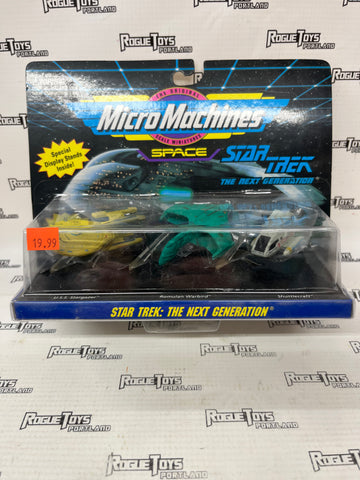 THE ORIGINAL
Micro Machines
SCALE MINIATURES
Special
Display Stands
Inside!
SPACE
STAR TREK
THE NEXT GENERATION
19.99
U.S.S. Stargazer
Romulan Warbird
Shuttlecraft
STAR TREK: THE NEXT GENERATION
ROGUE TOYS
PORTLAND